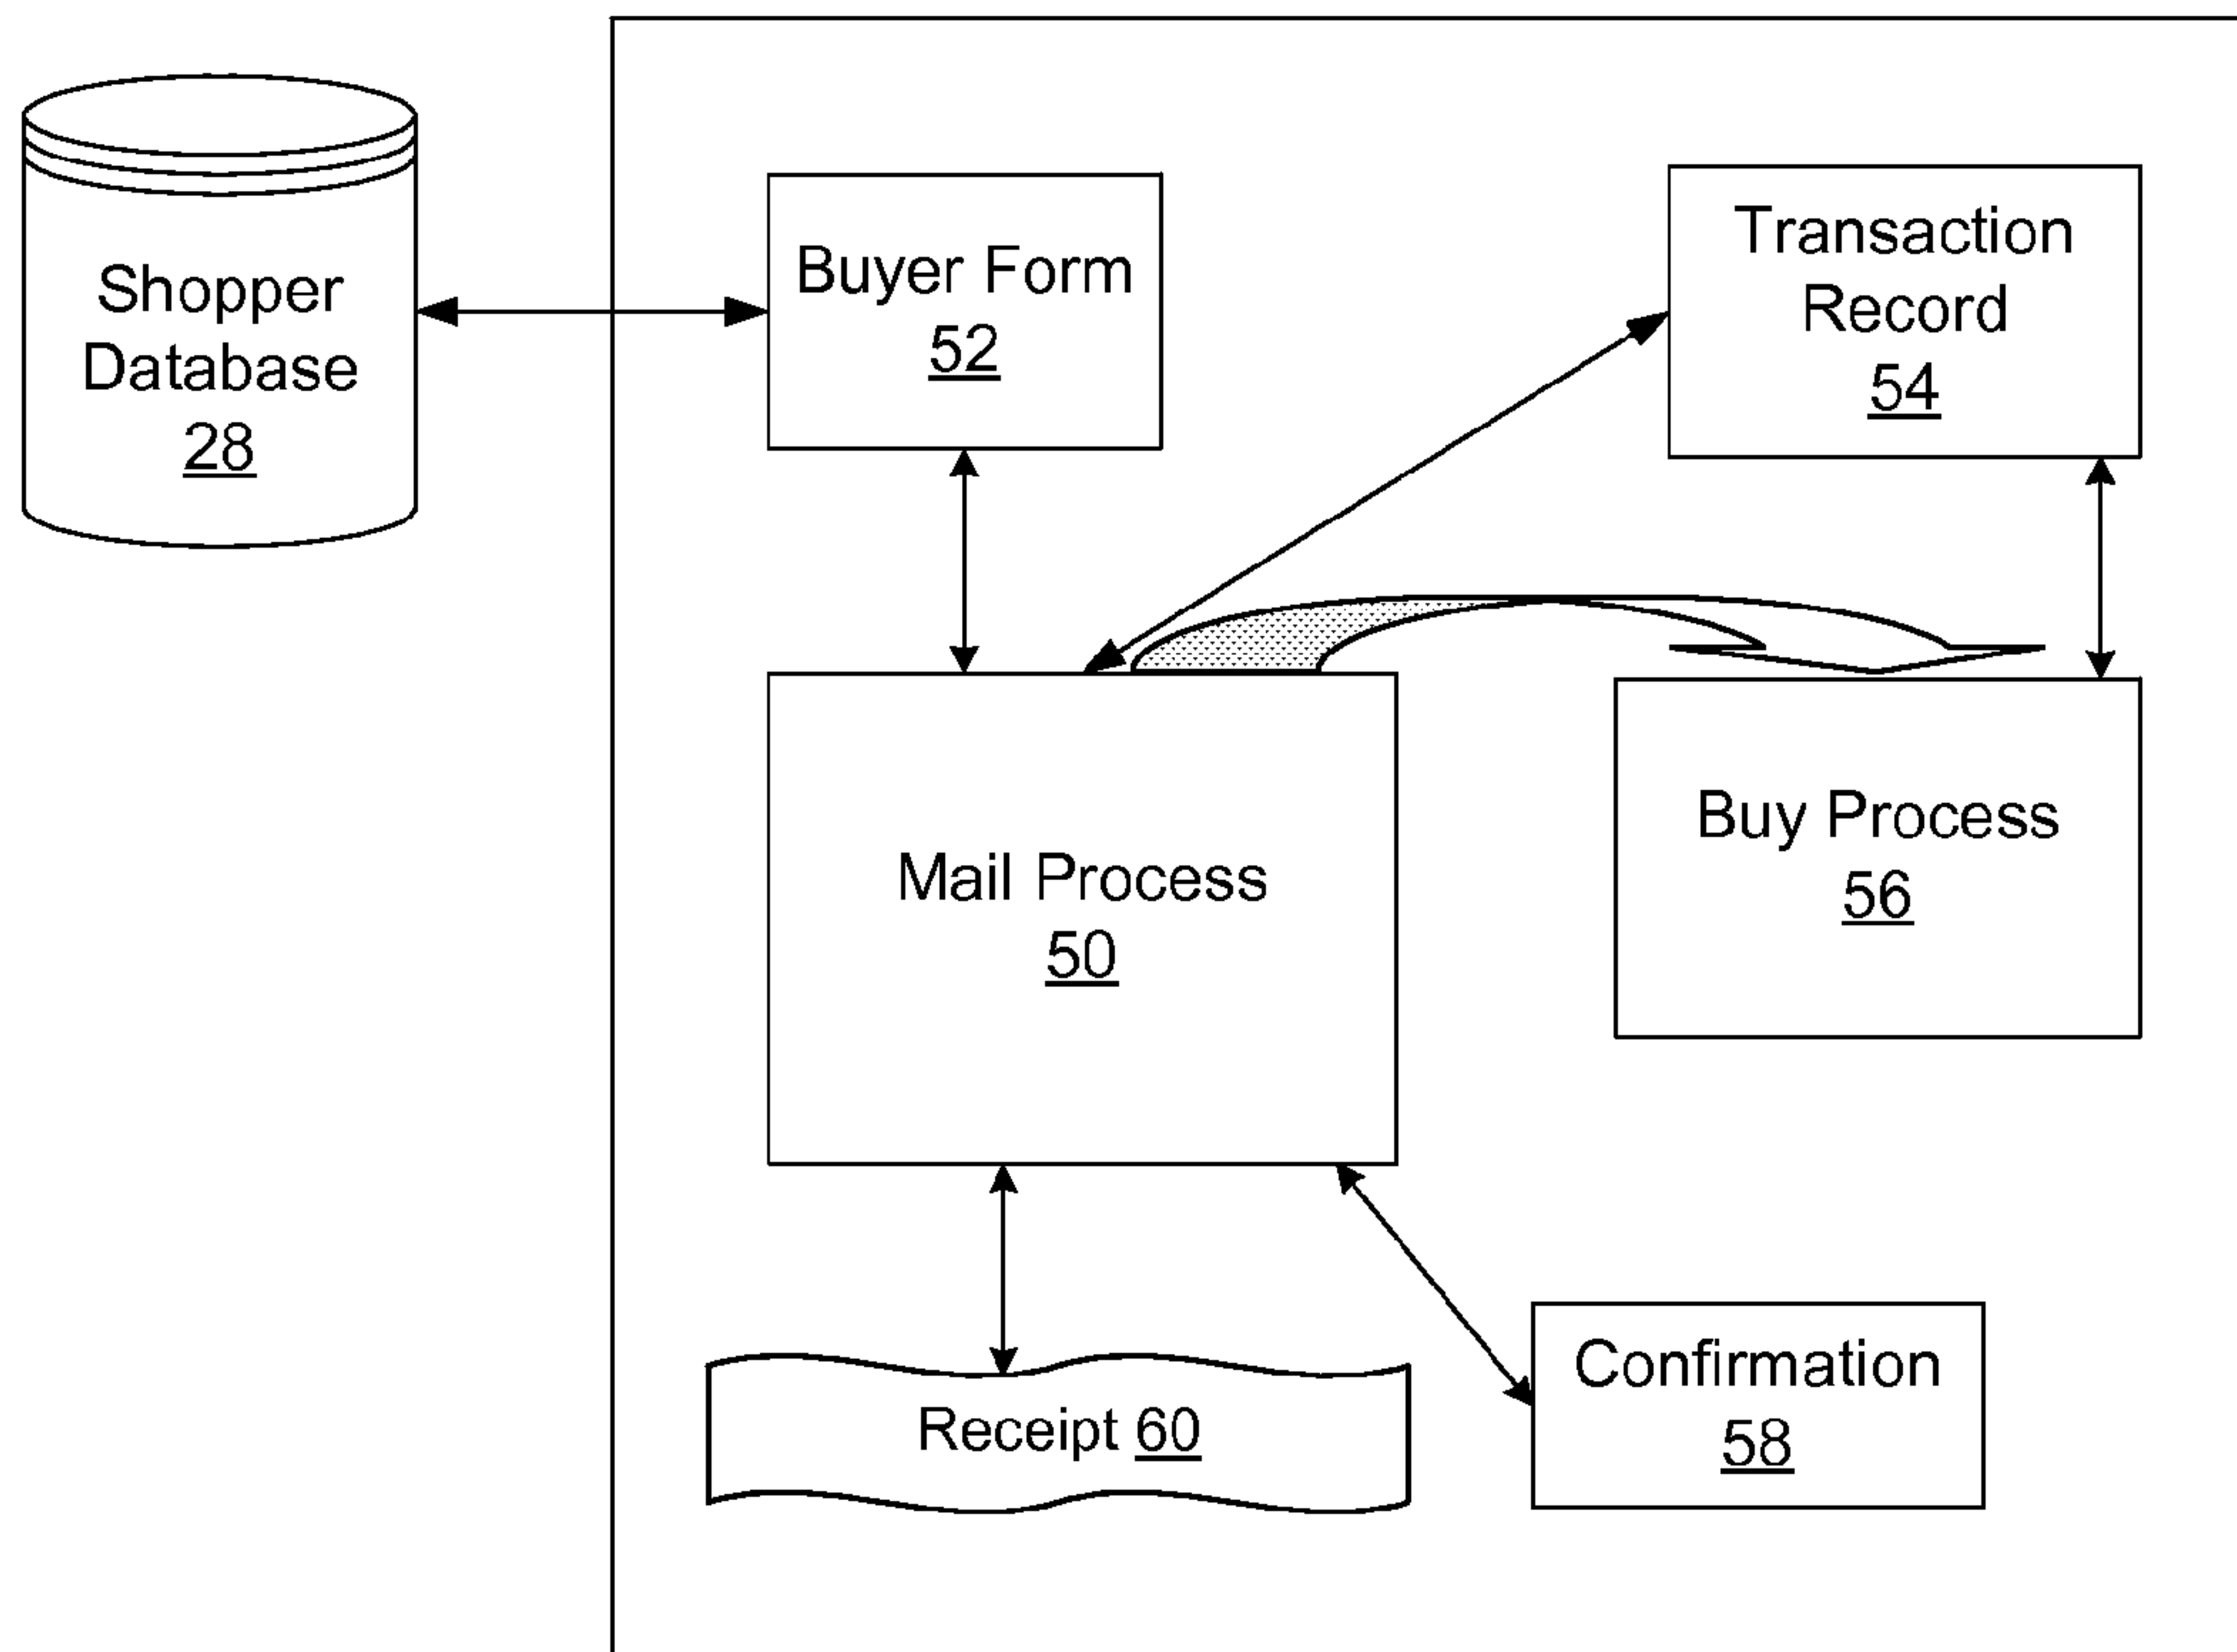 Shopper
Database
28
Buyer Form
52
Transaction
Record
54
Mail Process
50
Buy Process
56
Receipt 60
Confirmation
58